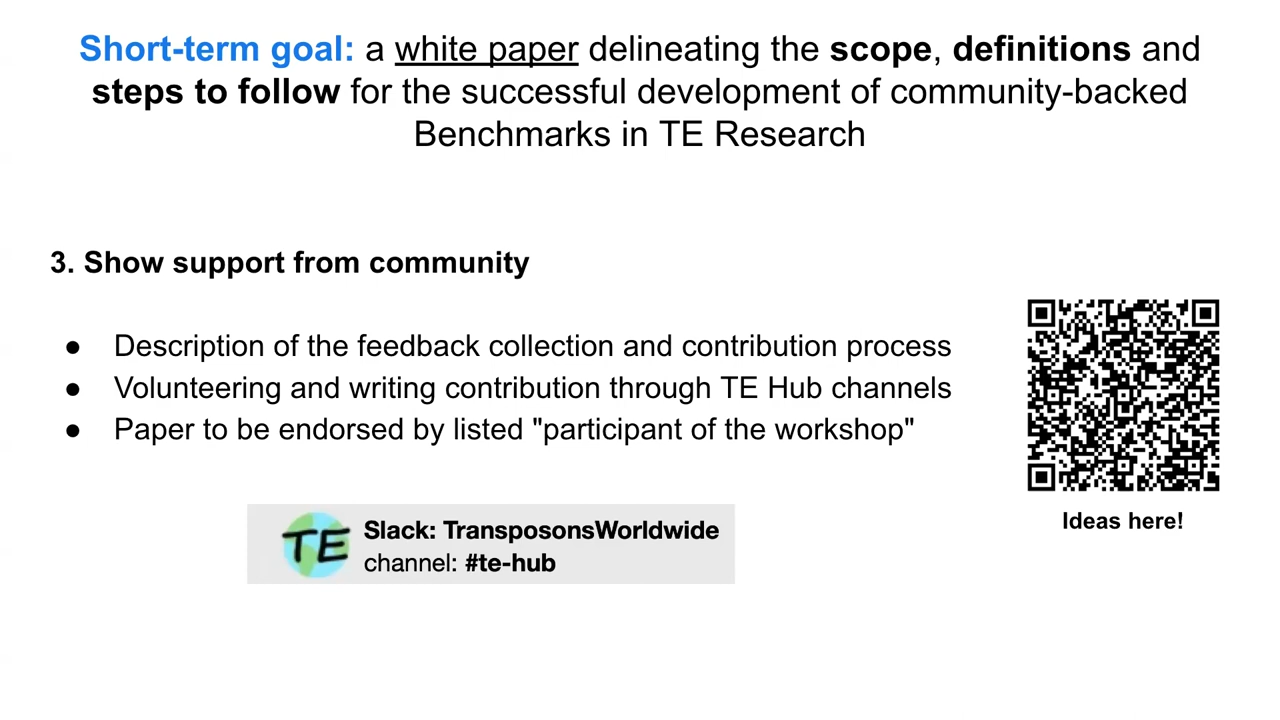 Short-term goal: a white paper delineating the scope, definitions and
steps to follow for the successful development of community-backed
Benchmarks in TE Research
3. Show support from community
● Description of the feedback collection and contribution process
● Volunteering and writing contribution through TE Hub channels
● Paper to be endorsed by listed "participant of the workshop"
Ideas here!
TE
Slack: TransposonsWorldwide
channel: #te-hub